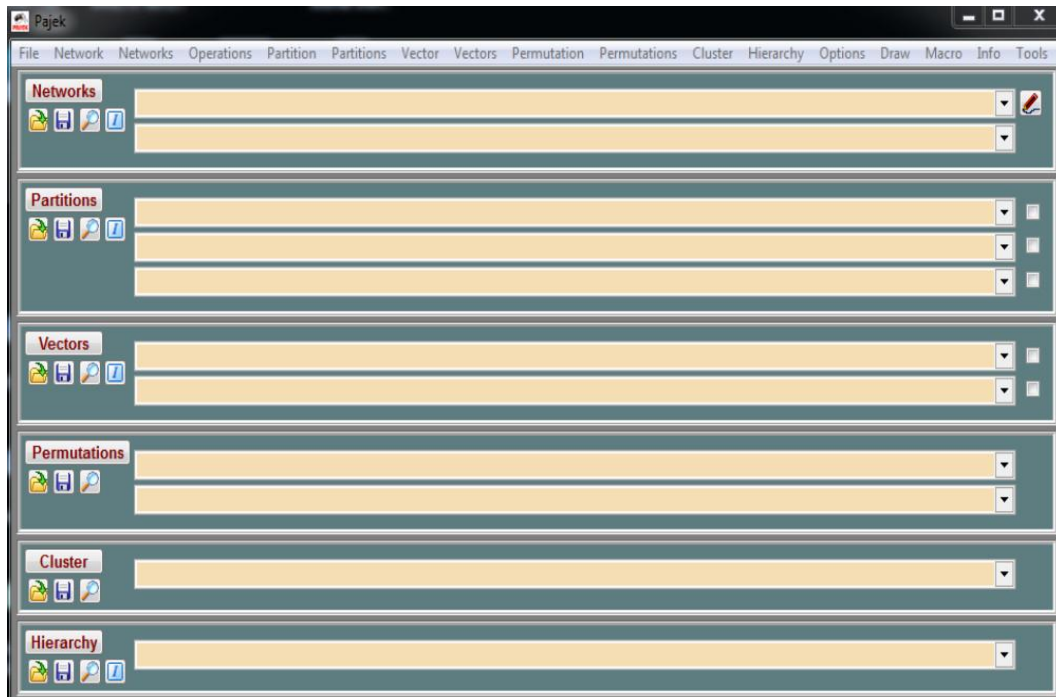 Pajek
File Network Networks Operations Partition Partitions Vector Vectors Permutation Permutations Cluster Hierarchy Options Draw Macro Info Tools
Networks
Partitions
Vectors
Permutations
Cluster
Hierarchy